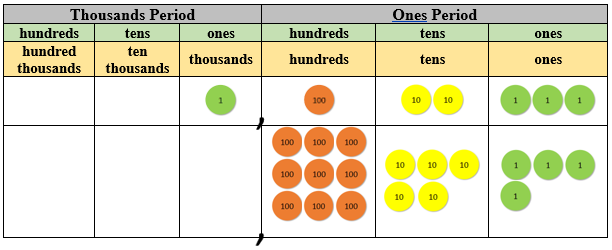 Thousands Period Ones Period
hundreds tens ones hundreds tens ones
hundred thousands ten thousands thousands hundreds tens ones
1 , 100 10 10 1 1 1
100 100 100 10 10 10 1 1 1
100 100 100 10 10 1
100 100 100
,